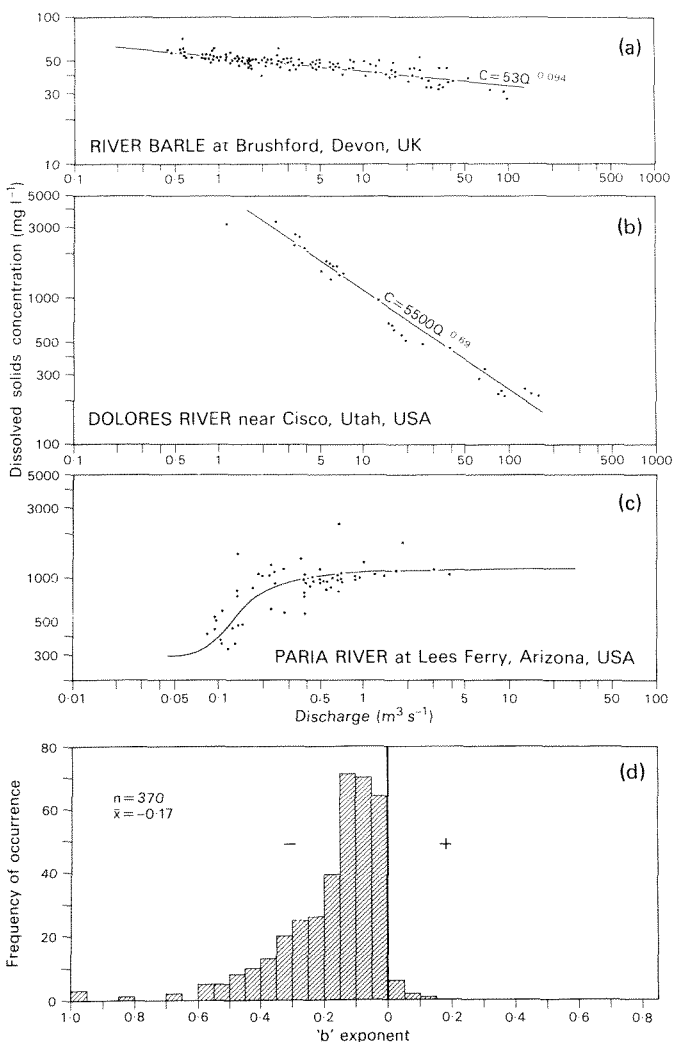 100
50
30
10
(a)
C=53Q 0·094
RIVER BARLE at Brushford, Devon, UK
0·1 0·5 1 5 10 50 100 500 1000
Dissolved solids concentration (mg l⁻¹)
5000
3000
1000
500
300
100
(b)
C=5500Q 0·69
DOLORES RIVER near Cisco, Utah, USA
0·1 0·5 1 5 10 50 100 500 1000
5000
3000
1000
500
300
(c)
PARIA RIVER at Lees Ferry, Arizona, USA
0·01 0·05 0·1 0·5 1 5 10 50 100
Discharge (m³ s⁻¹)
Frequency of occurrence
80
60
40
20
0
(d)
n=370
x̄=-0·17
− +
1·0 0·8 0·6 0·4 0·2 0 0·2 0·4 0·6 0·8
'b' exponent